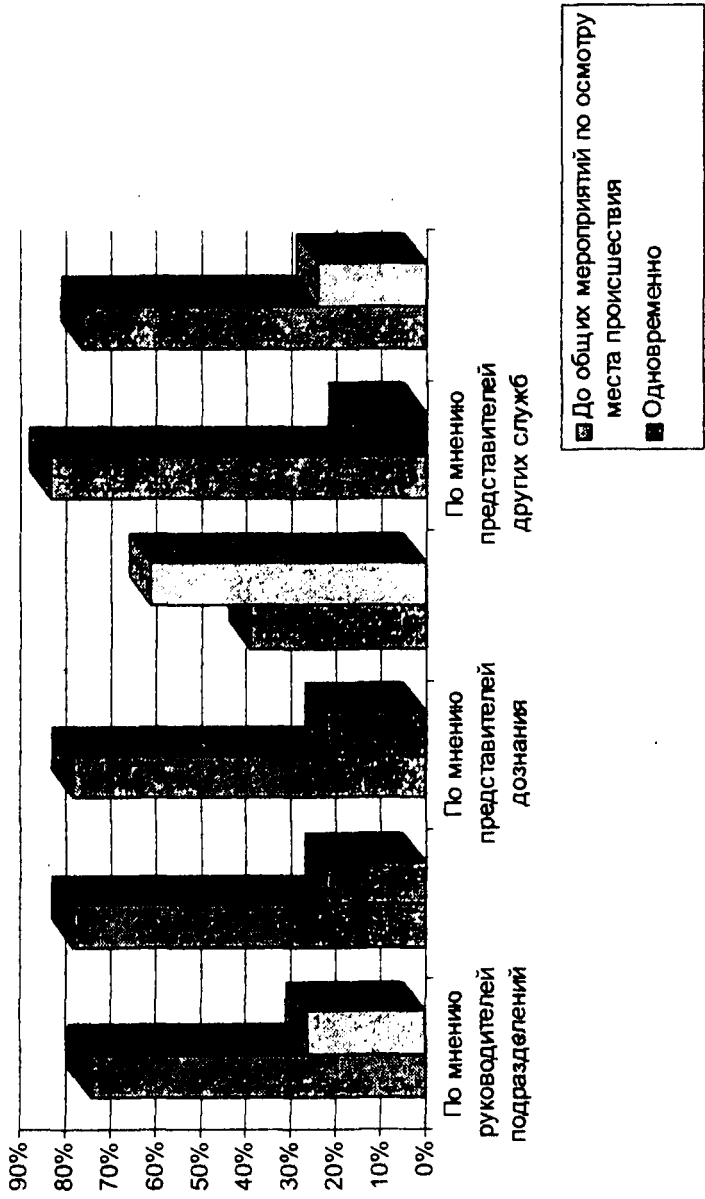 90%
80%
70%
60%
50%
40%
30%
20%
10%
0%
По мнению
руководителей
подразделений
По мнению
представителей
дознания
По мнению
представителей
других служб
До общих мероприятий по осмотру
места происшествия
Одновременно